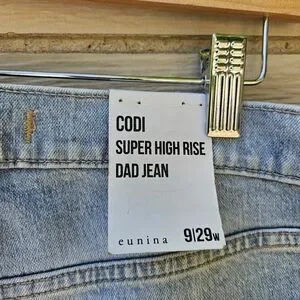 CODI
SUPER HIGH RISE
DAD JEAN
eunina 9|29W